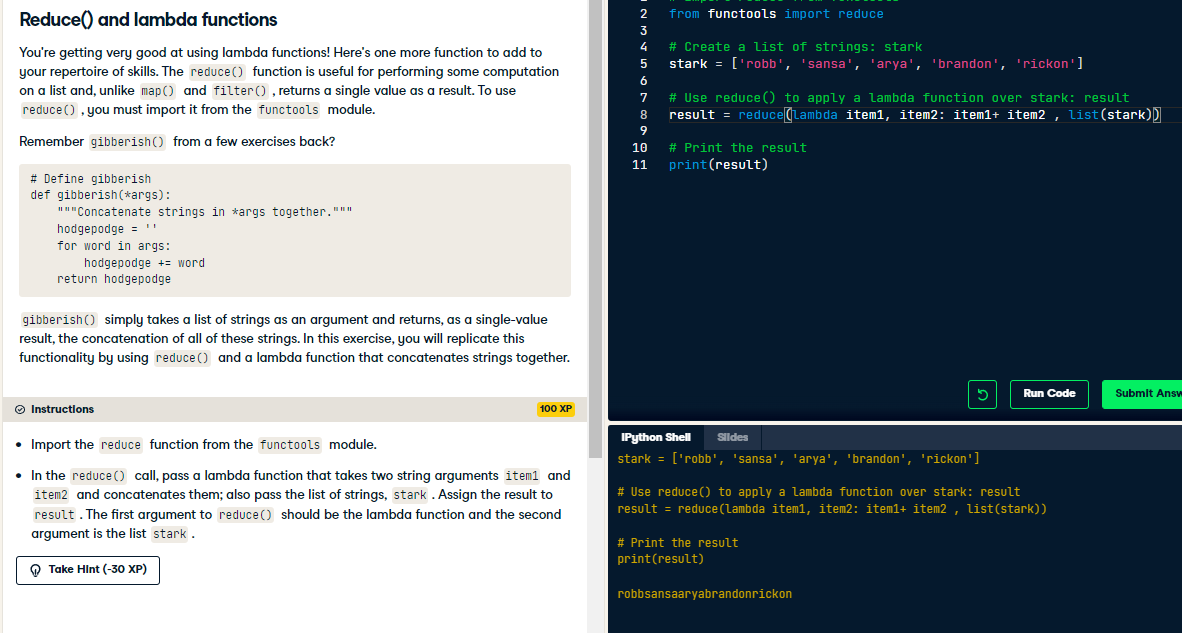 Reduce() and lambda functions
You're getting very good at using lambda functions! Here's one more function to add to
your repertoire of skills. The reduce() function is useful for performing some computation
on a list and, unlike map() and filter() , returns a single value as a result. To use
reduce() , you must import it from the functools module.
Remember gibberish() from a few exercises back?
# Define gibberish
def gibberish(*args):
    """Concatenate strings in *args together."""
    hodgepodge = ''
    for word in args:
        hodgepodge += word
    return hodgepodge
gibberish() simply takes a list of strings as an argument and returns, as a single-value
result, the concatenation of all of these strings. In this exercise, you will replicate this
functionality by using reduce() and a lambda function that concatenates strings together.
Instructions
100 XP
• Import the reduce function from the functools module.
• In the reduce() call, pass a lambda function that takes two string arguments item1 and
item2 and concatenates them; also pass the list of strings, stark . Assign the result to
result . The first argument to reduce() should be the lambda function and the second
argument is the list stark .
Take Hint (-30 XP)
2 from functools import reduce
3
4 # Create a list of strings: stark
5 stark = ['robb', 'sansa', 'arya', 'brandon', 'rickon']
6
7 # Use reduce() to apply a lambda function over stark: result
8 result = reduce(lambda item1, item2: item1+ item2 , list(stark))
9
10 # Print the result
11 print(result)
Run Code
Submit Answ
IPython Shell
Slides
stark = ['robb', 'sansa', 'arya', 'brandon', 'rickon']
# Use reduce() to apply a lambda function over stark: result
result = reduce(lambda item1, item2: item1+ item2 , list(stark))
# Print the result
print(result)
robbsansaaryabrandonrickon